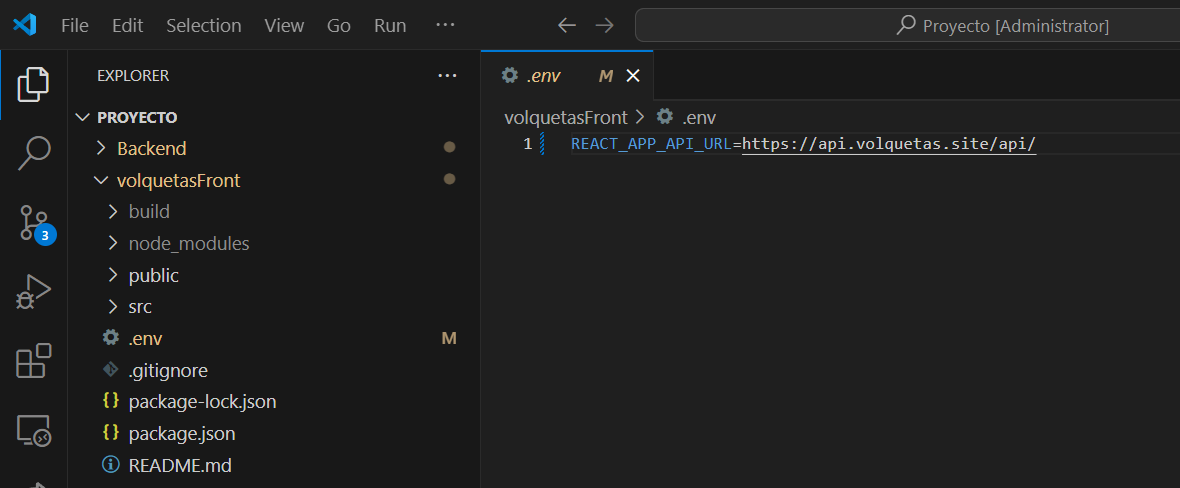 File Edit Selection View Go Run ··· ← → Proyecto [Administrator]
EXPLORER ···
PROYECTO
Backend
volquetasFront
build
node_modules
public
src
.env M
.gitignore
package-lock.json
package.json
README.md
3
.env M
volquetasFront > .env
1 REACT_APP_API_URL=https://api.volquetas.site/api/